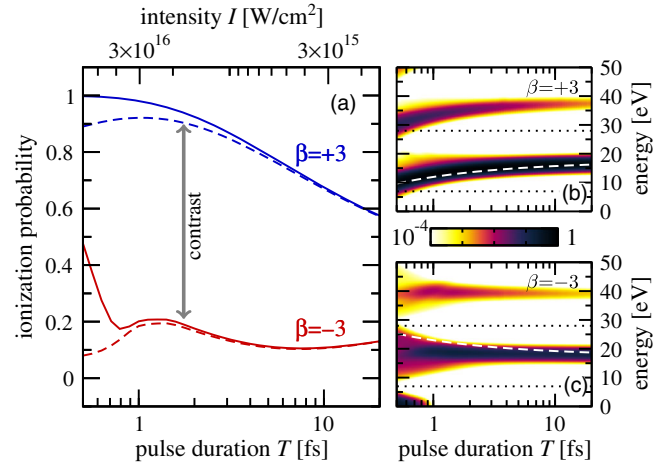 intensity I [W/cm²]
3×10¹⁶ 3×10¹⁵
(a)
1
0.8
0.6
0.4
0.2
0
ionization probability
β=+3
contrast
β=−3
1 10
pulse duration T [fs]
β=+3
50
40
30
20
10
0
energy [eV]
(b)
10⁻⁴ 1
β=−3
50
40
30
20
10
0
energy [eV]
(c)
1 10
pulse duration T [fs]